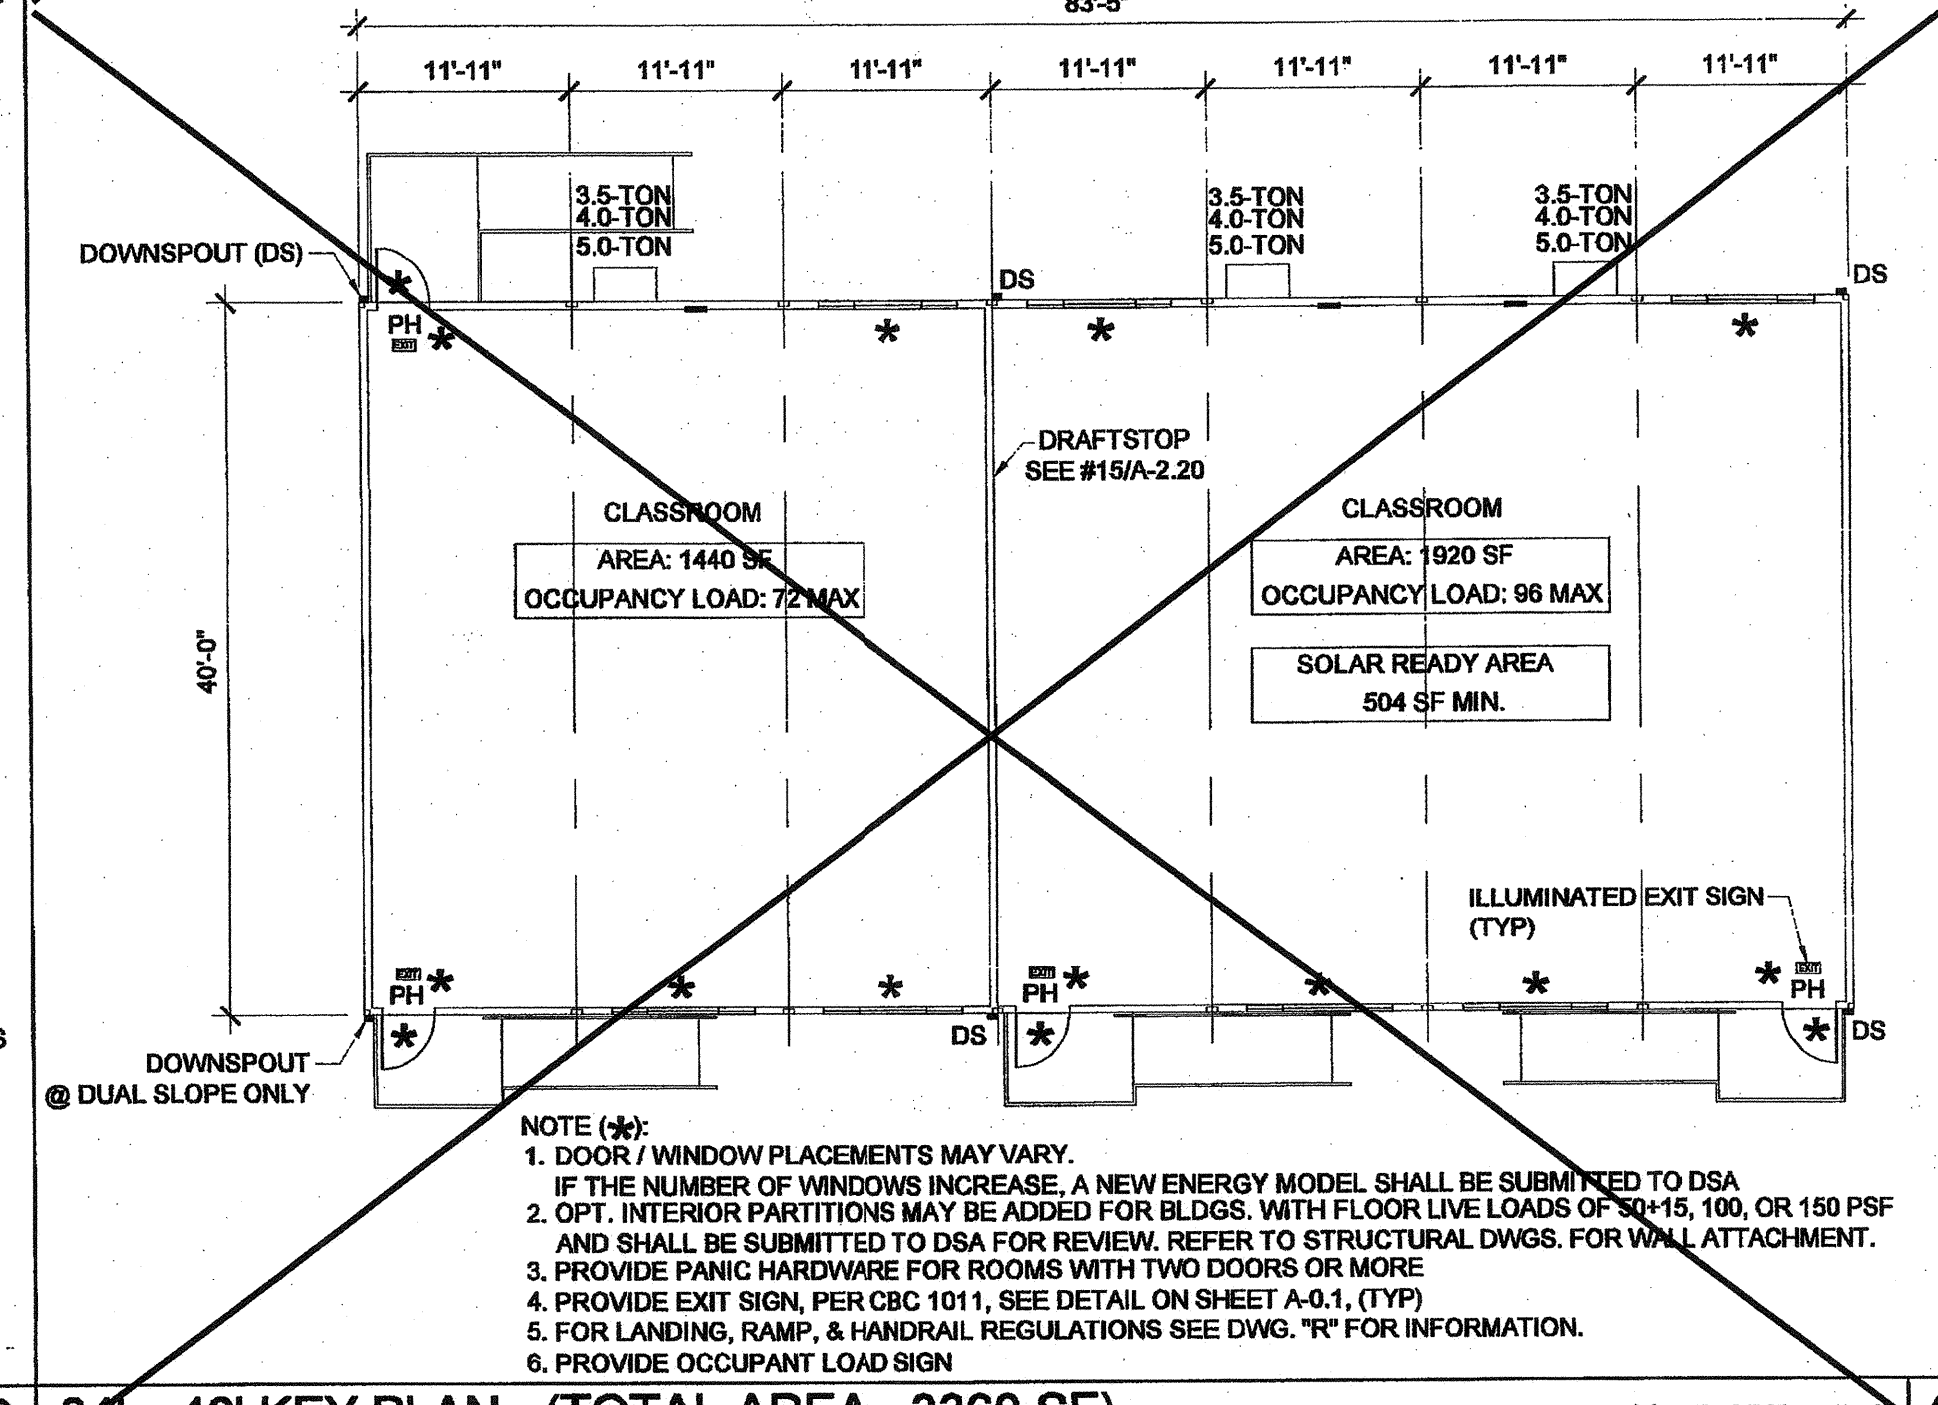 83'-5"
11'-11" 11'-11" 11'-11" 11'-11" 11'-11" 11'-11" 11'-11"
3.5-TON
4.0-TON
5.0-TON
3.5-TON
4.0-TON
5.0-TON
3.5-TON
4.0-TON
5.0-TON
DOWNSPOUT (DS)
DS
DS
PH
EXIT
40'-0"
DRAFTSTOP
SEE #15/A-2.20
CLASSROOM
AREA: 1440 SF
OCCUPANCY LOAD: 72 MAX
CLASSROOM
AREA: 1920 SF
OCCUPANCY LOAD: 96 MAX
SOLAR READY AREA
504 SF MIN.
ILLUMINATED EXIT SIGN
(TYP)
EXIT
PH
EXIT
PH
EXIT
PH
DS
DS
DOWNSPOUT
@ DUAL SLOPE ONLY
NOTE (*):
1. DOOR / WINDOW PLACEMENTS MAY VARY.
IF THE NUMBER OF WINDOWS INCREASE, A NEW ENERGY MODEL SHALL BE SUBMITTED TO DSA
2. OPT. INTERIOR PARTITIONS MAY BE ADDED FOR BLDGS. WITH FLOOR LIVE LOADS OF 50+15, 100, OR 150 PSF
AND SHALL BE SUBMITTED TO DSA FOR REVIEW. REFER TO STRUCTURAL DWGS. FOR WALL ATTACHMENT.
3. PROVIDE PANIC HARDWARE FOR ROOMS WITH TWO DOORS OR MORE
4. PROVIDE EXIT SIGN, PER CBC 1011, SEE DETAIL ON SHEET A-0.1, (TYP)
5. FOR LANDING, RAMP, & HANDRAIL REGULATIONS SEE DWG. "R" FOR INFORMATION.
6. PROVIDE OCCUPANT LOAD SIGN
KEY PLAN (TOTAL AREA 3360 SF)